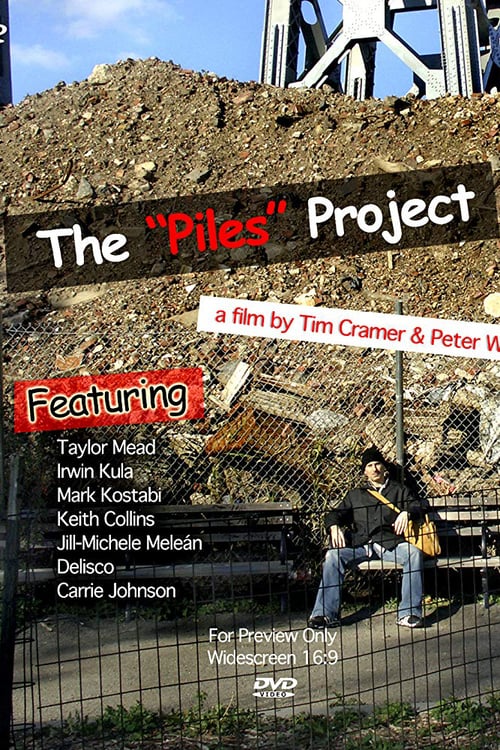 The "Piles" Project
a film by Tim Cramer & Peter W
Featuring
Taylor Mead
Irwin Kula
Mark Kostabi
Keith Collins
Jill-Michele Meleán
Delisco
Carrie Johnson
For Preview Only
Widescreen 16:9
DVD
VIDEO